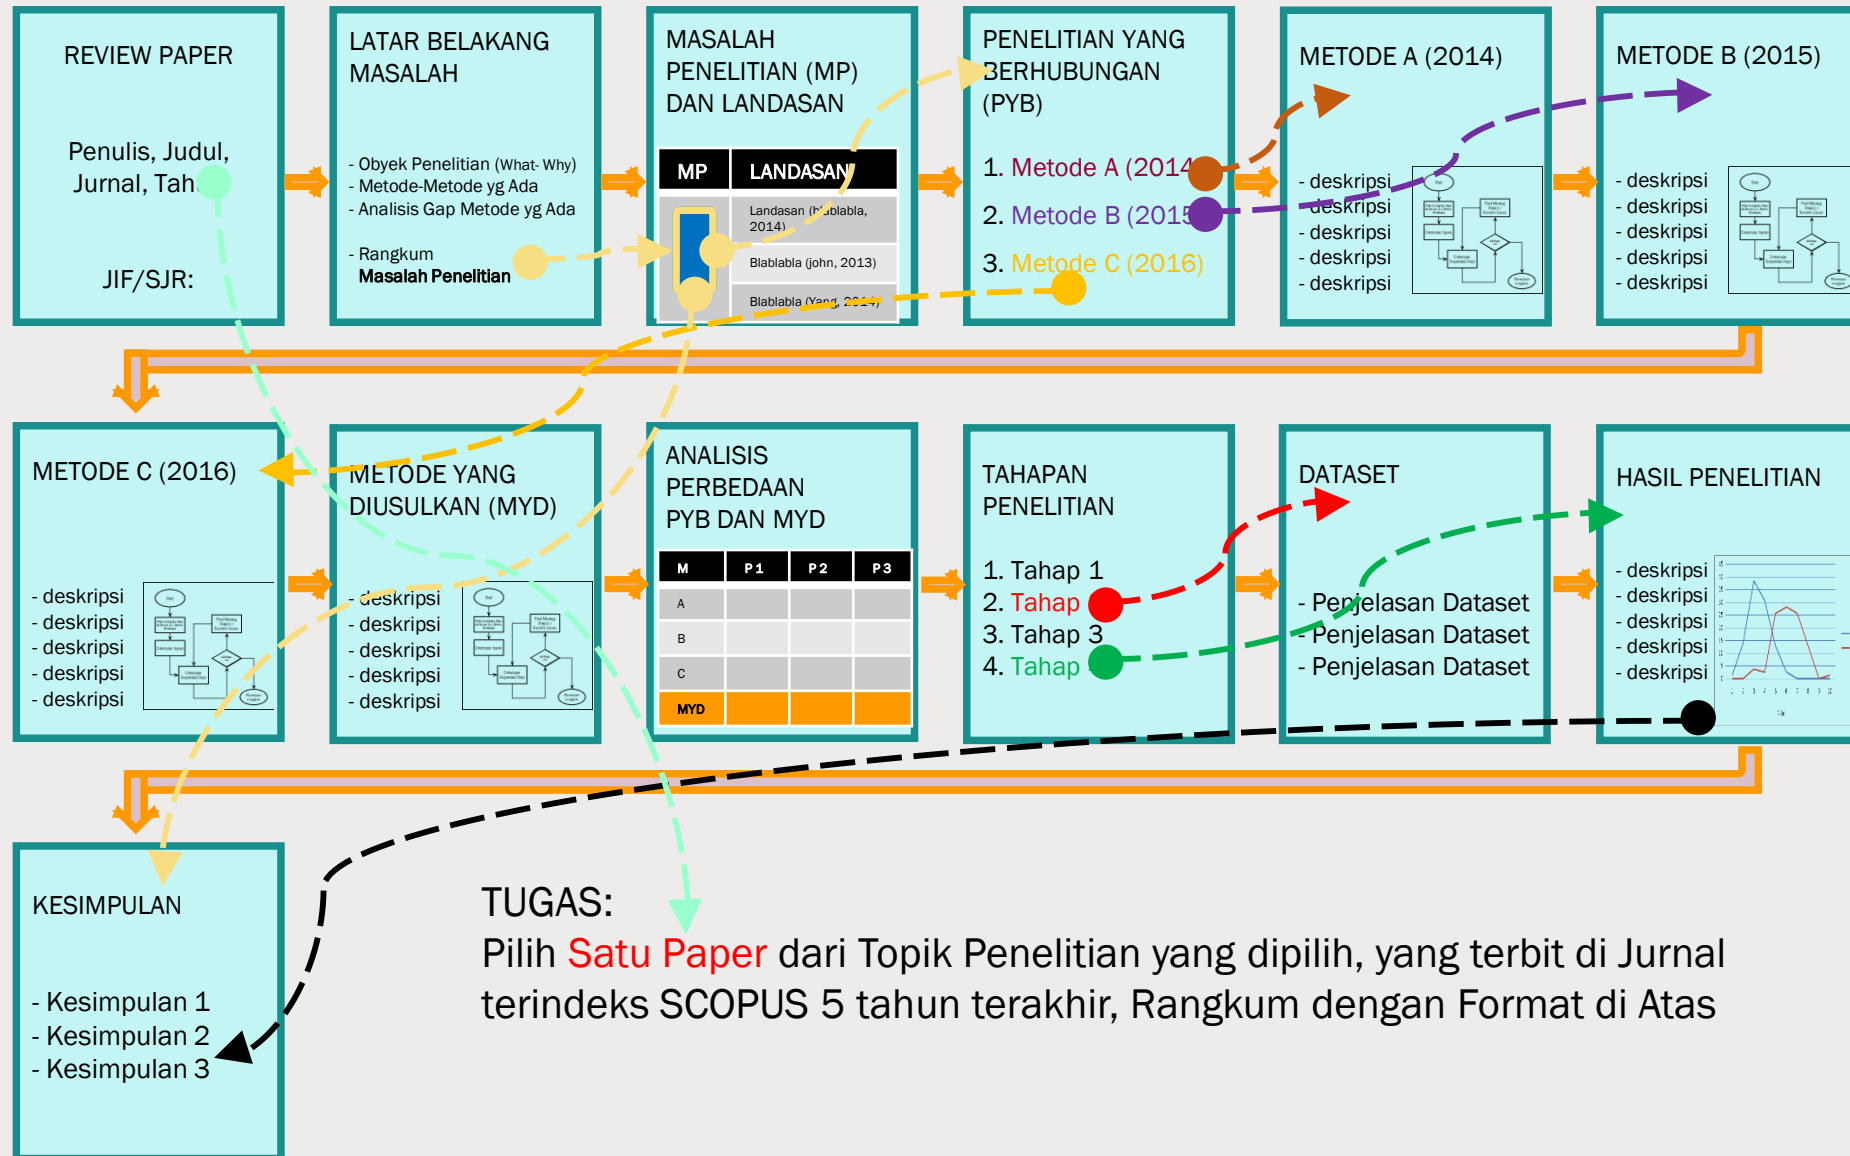 REVIEW PAPER
Penulis, Judul,
Jurnal,
JIF/SJR:
LATAR BELAKANG
MASALAH
- Obyek Penelitian (What- Why)
- Metode-Metode yg Ada
- Analisis Gap Metode yg Ada
- Rangkum
Masalah Penelitian
MASALAH
PENELITIAN (MP)
DAN LANDASAN
MP LANDASAN
Landasan (blablabla,
2014)
Blablabla (john, 2013)
Blablabla (Yang, 2014)
PENELITIAN YANG
BERHUBUNGAN
(PYB)
1. Metode A (2014
2. Metode B (2015
3. Metode C (2016)
METODE A (2014)
- deskripsi
- deskripsi
- deskripsi
- deskripsi
- deskripsi
METODE B (2015)
- deskripsi
- deskripsi
- deskripsi
- deskripsi
- deskripsi
METODE C (2016)
- deskripsi
- deskripsi
- deskripsi
- deskripsi
- deskripsi
METODE YANG
DIUSULKAN (MYD)
- deskripsi
- deskripsi
- deskripsi
- deskripsi
- deskripsi
ANALISIS
PERBEDAAN
PYB DAN MYD
M P1 P2 P3
A
B
C
MYD
TAHAPAN
PENELITIAN
1. Tahap 1
2. Tahap
3. Tahap 3
4. Tahap
DATASET
- Penjelasan Dataset
- Penjelasan Dataset
- Penjelasan Dataset
HASIL PENELITIAN
- deskripsi
- deskripsi
- deskripsi
- deskripsi
- deskripsi
KESIMPULAN
- Kesimpulan 1
- Kesimpulan 2
- Kesimpulan 3
TUGAS:
Pilih Satu Paper dari Topik Penelitian yang dipilih, yang terbit di Jurnal
terindeks SCOPUS 5 tahun terakhir, Rangkum dengan Format di Atas